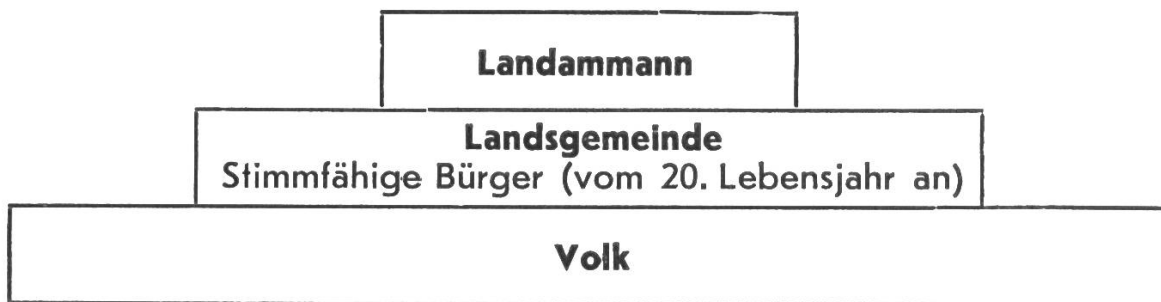 Landammann
Landsgemeinde
Stimmfähige Bürger (vom 20. Lebensjahr an)
Volk